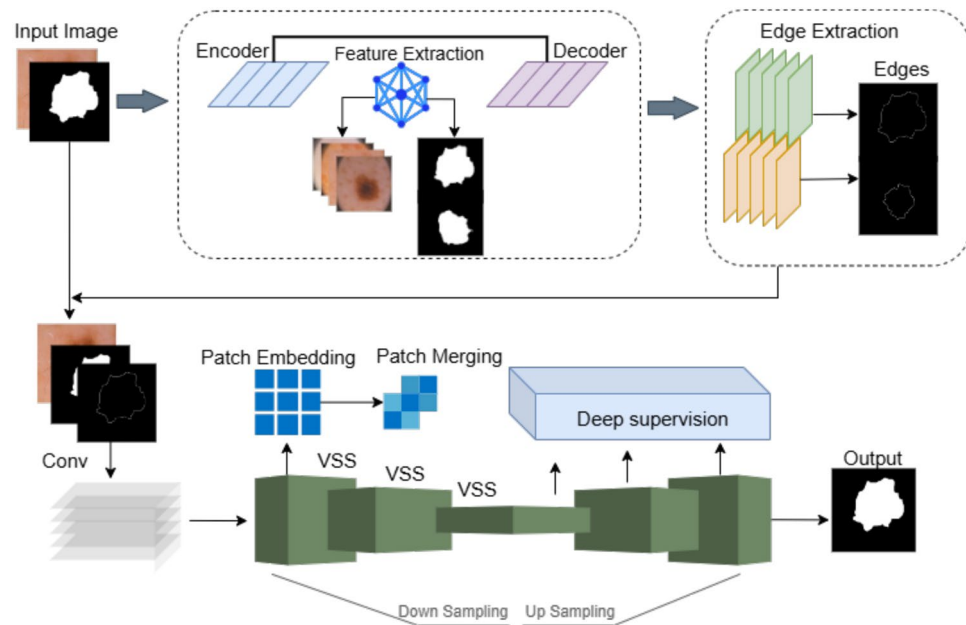 Input Image
Encoder
Feature Extraction
Decoder
Edge Extraction
Edges
Patch Embedding
Patch Merging
Deep supervision
Conv
VSS
VSS
VSS
Output
Down Sampling
Up Sampling